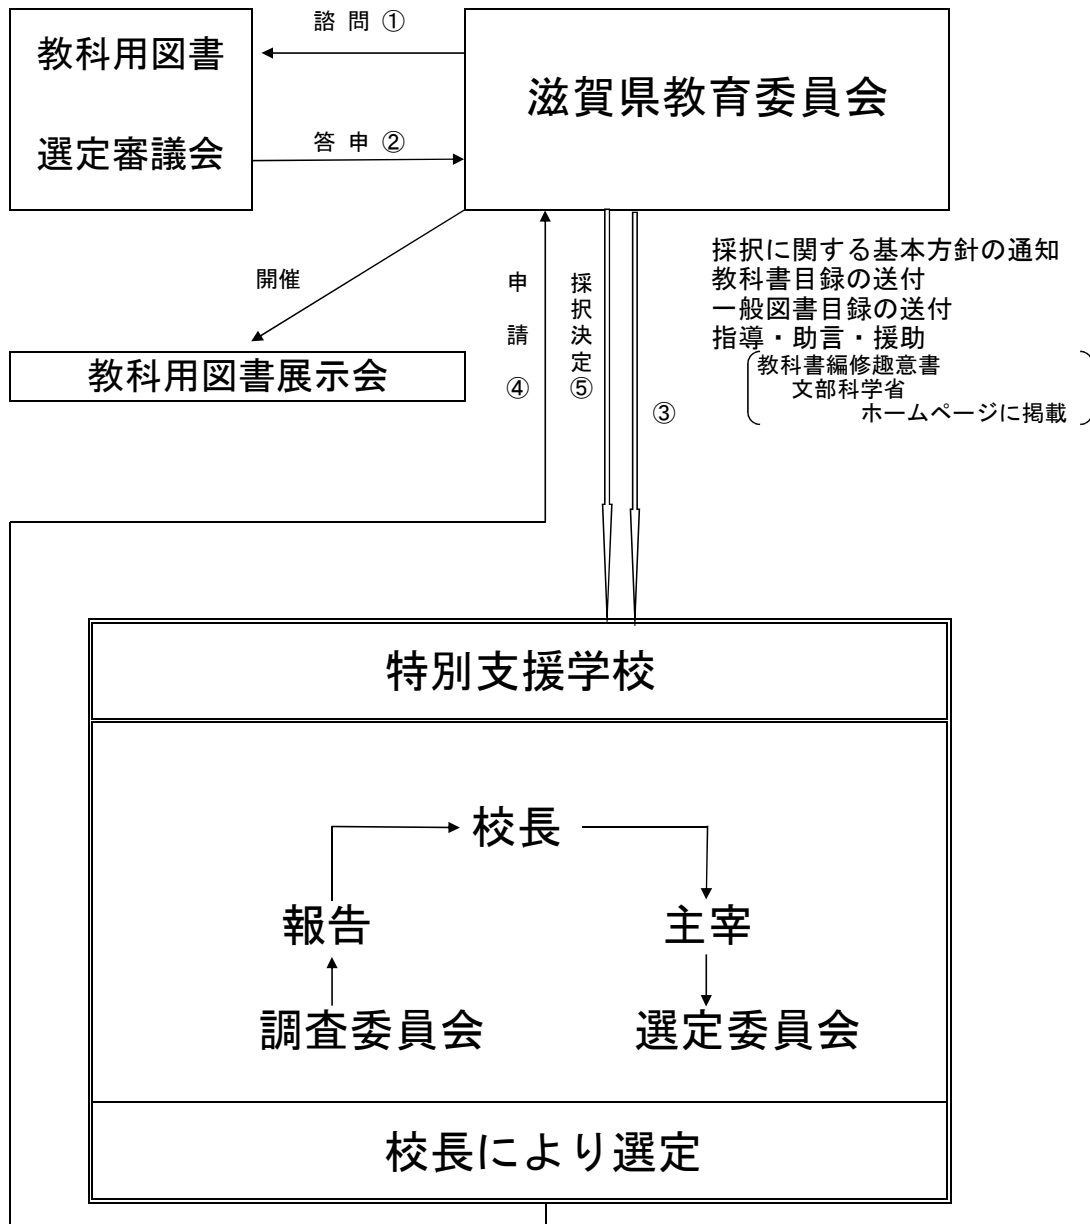 諮 問 ①
教科用図書
選定審議会
滋賀県教育委員会
答 申 ②
採択に関する基本方針の通知
教科書目録の送付
一般図書目録の送付
指導・助言・援助
教科書編修趣意書
文部科学省
ホームページに掲載
開催
申請④
採択決定⑤
③
教科用図書展示会
特別支援学校
校長
報告
主宰
調査委員会
選定委員会
校長により選定